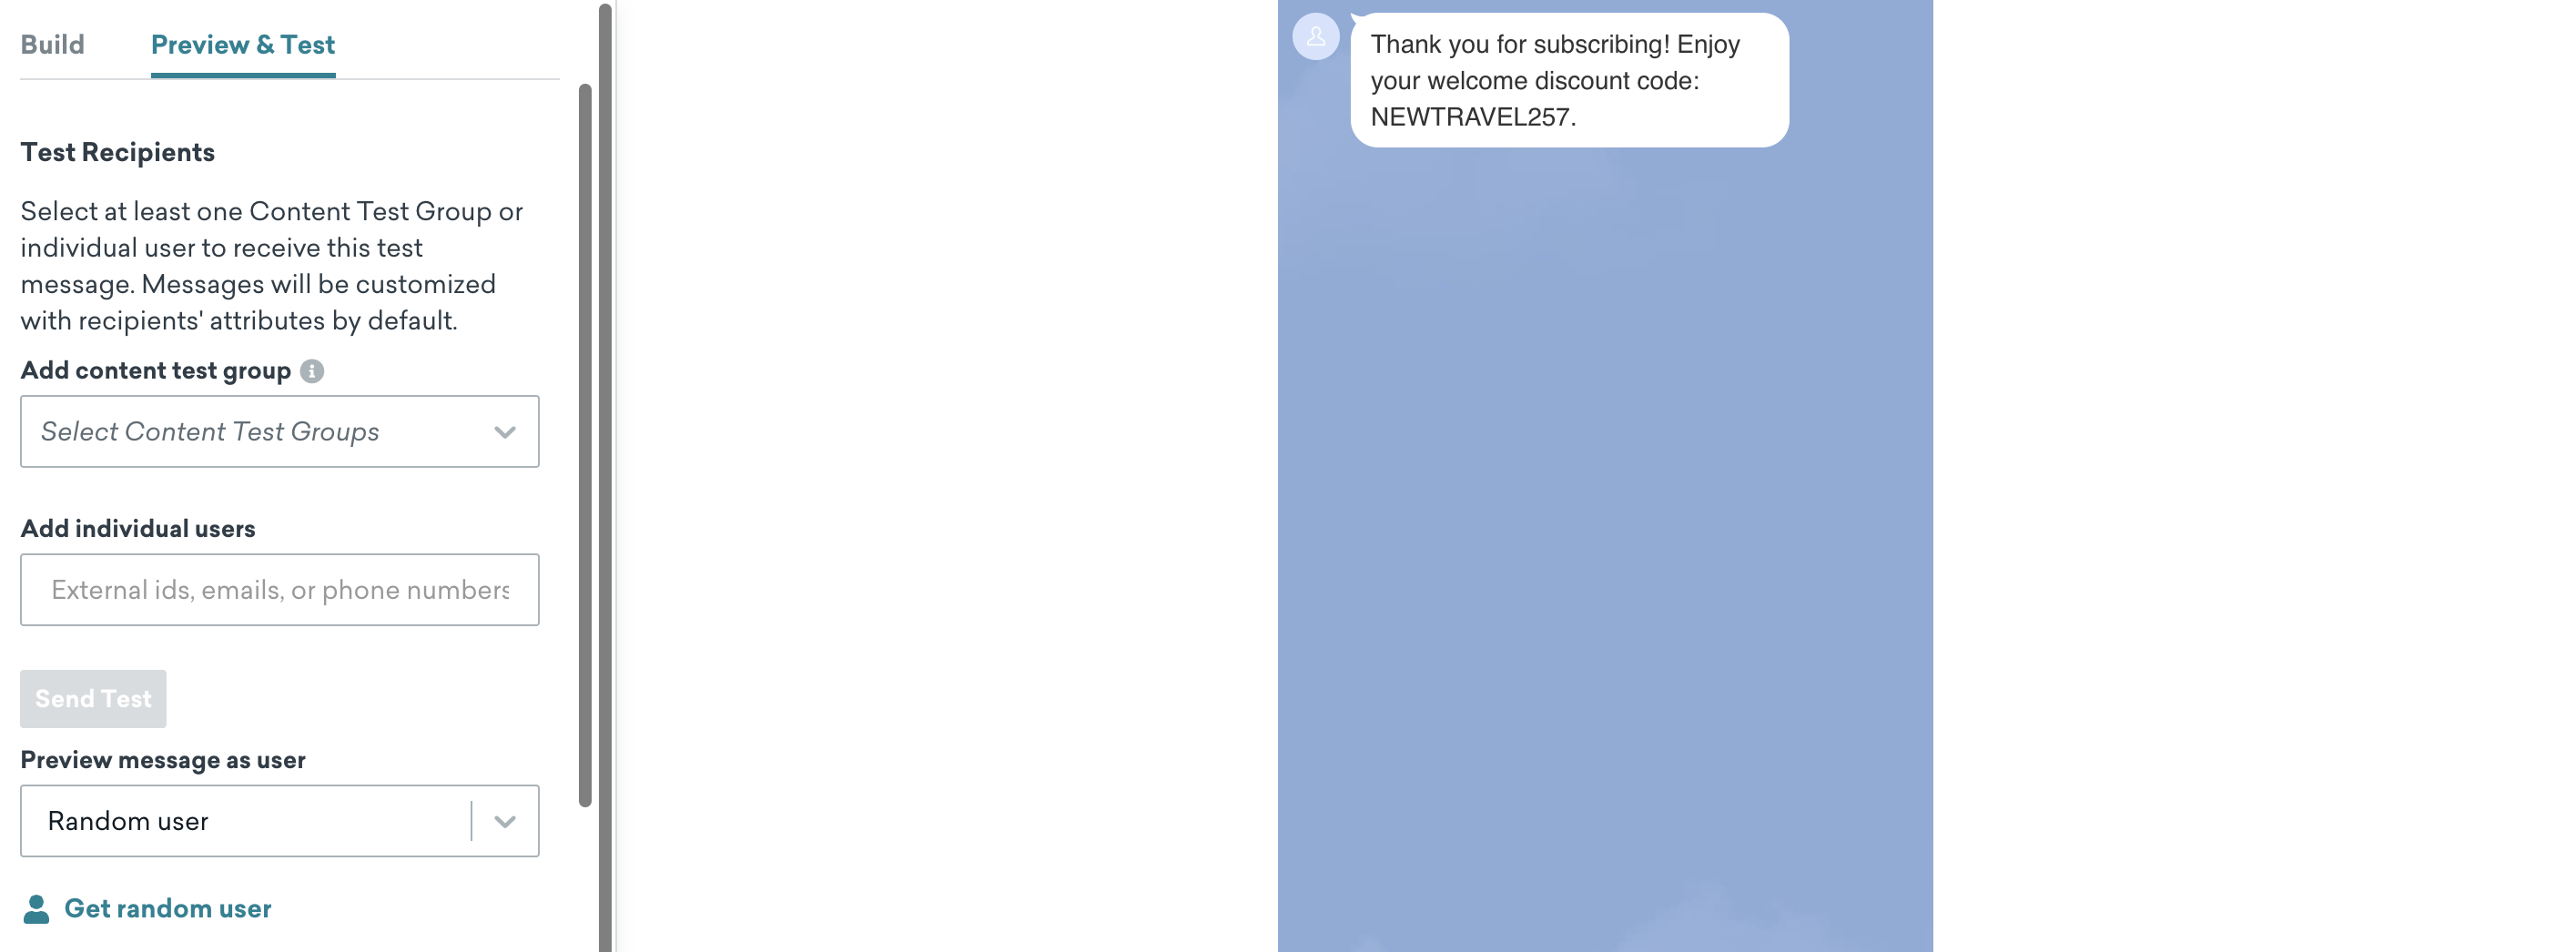 Build
Preview & Test
Test Recipients
Select at least one Content Test Group or
individual user to receive this test
message. Messages will be customized
with recipients' attributes by default.
Add content test group
Select Content Test Groups
Add individual users
External ids, emails, or phone numbers
Send Test
Preview message as user
Random user
Get random user
Thank you for subscribing! Enjoy
your welcome discount code:
NEWTRAVEL257.